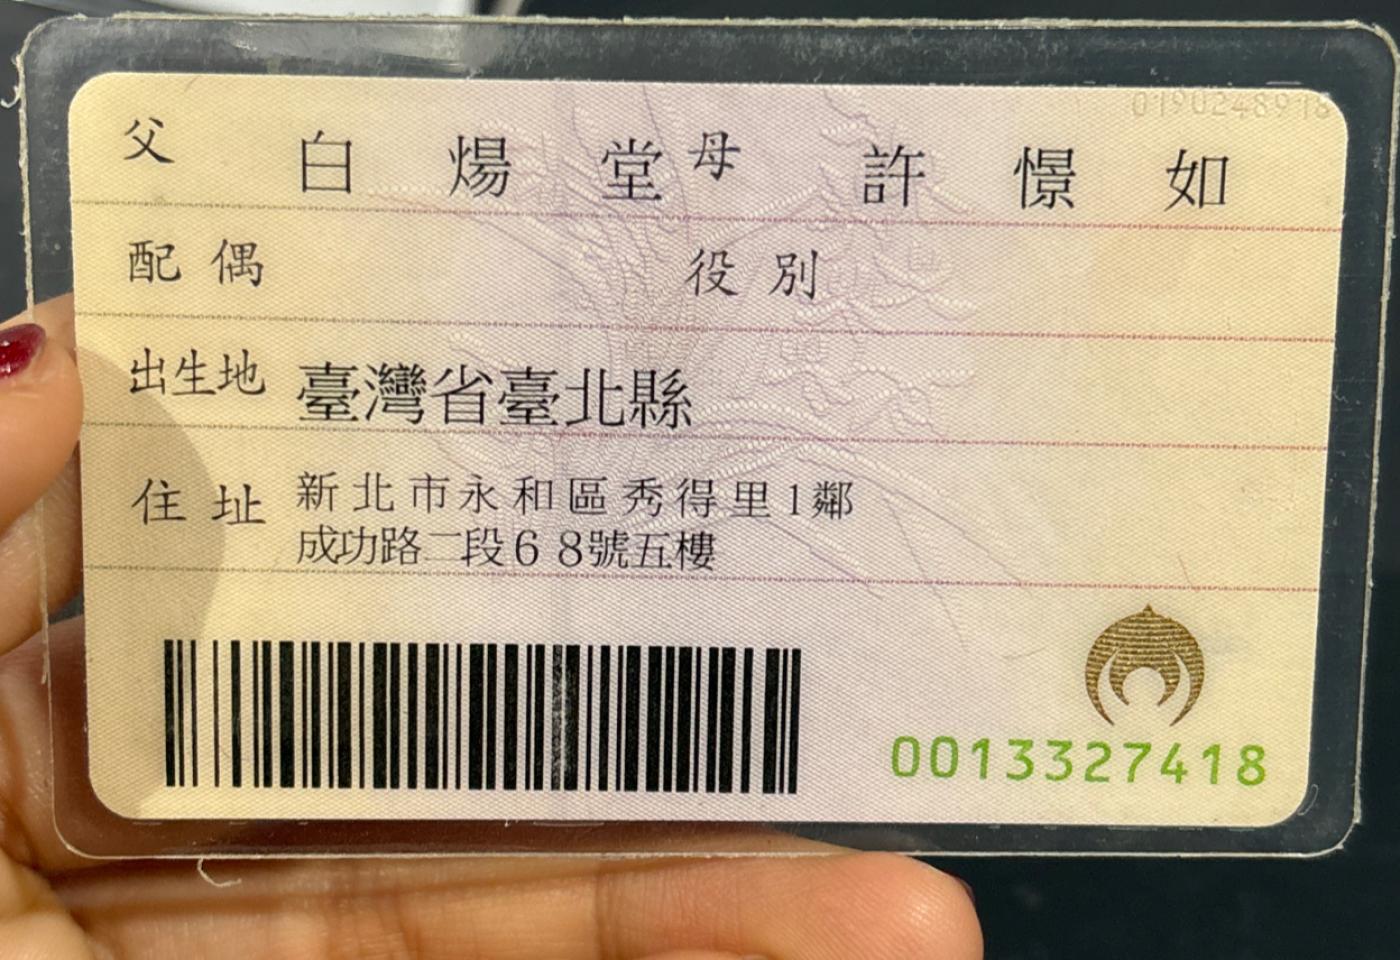 0190248918
父 白煬堂 母 許憬如
配偶 役別
出生地 臺灣省臺北縣
住址 新北市永和區秀得里1鄰
成功路二段68號五樓
0013327418